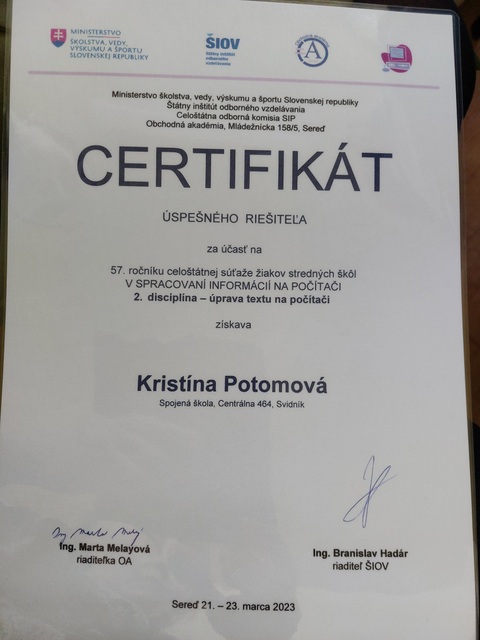 MINISTERSTVO
ŠKOLSTVA, VEDY,
VÝSKUMU A ŠPORTU
SLOVENSKEJ REPUBLIKY
ŠIOV
A
Ministerstvo školstva, vedy, výskumu a športu Slovenskej republiky
Štátny inštitút odborného vzdelávania
Celoštátna odborná komisia SIP
Obchodná akadémia, Mládežnícka 158/5, Sereď
CERTIFIKÁT
ÚSPEŠNÉHO RIEŠITEĽA
za účasť na
57. ročníku celoštátnej súťaže žiakov stredných škôl
V SPRACOVANÍ INFORMÁCIÍ NA POČÍTAČI
2. disciplína – úprava textu na počítači
získava
Kristína Potomová
Spojená škola, Centrálna 464, Svidník
Ing. Marta Melayová
riaditeľka OA
Ing. Branislav Hadár
riaditeľ ŠIOV
Sereď 21. – 23. marca 2023